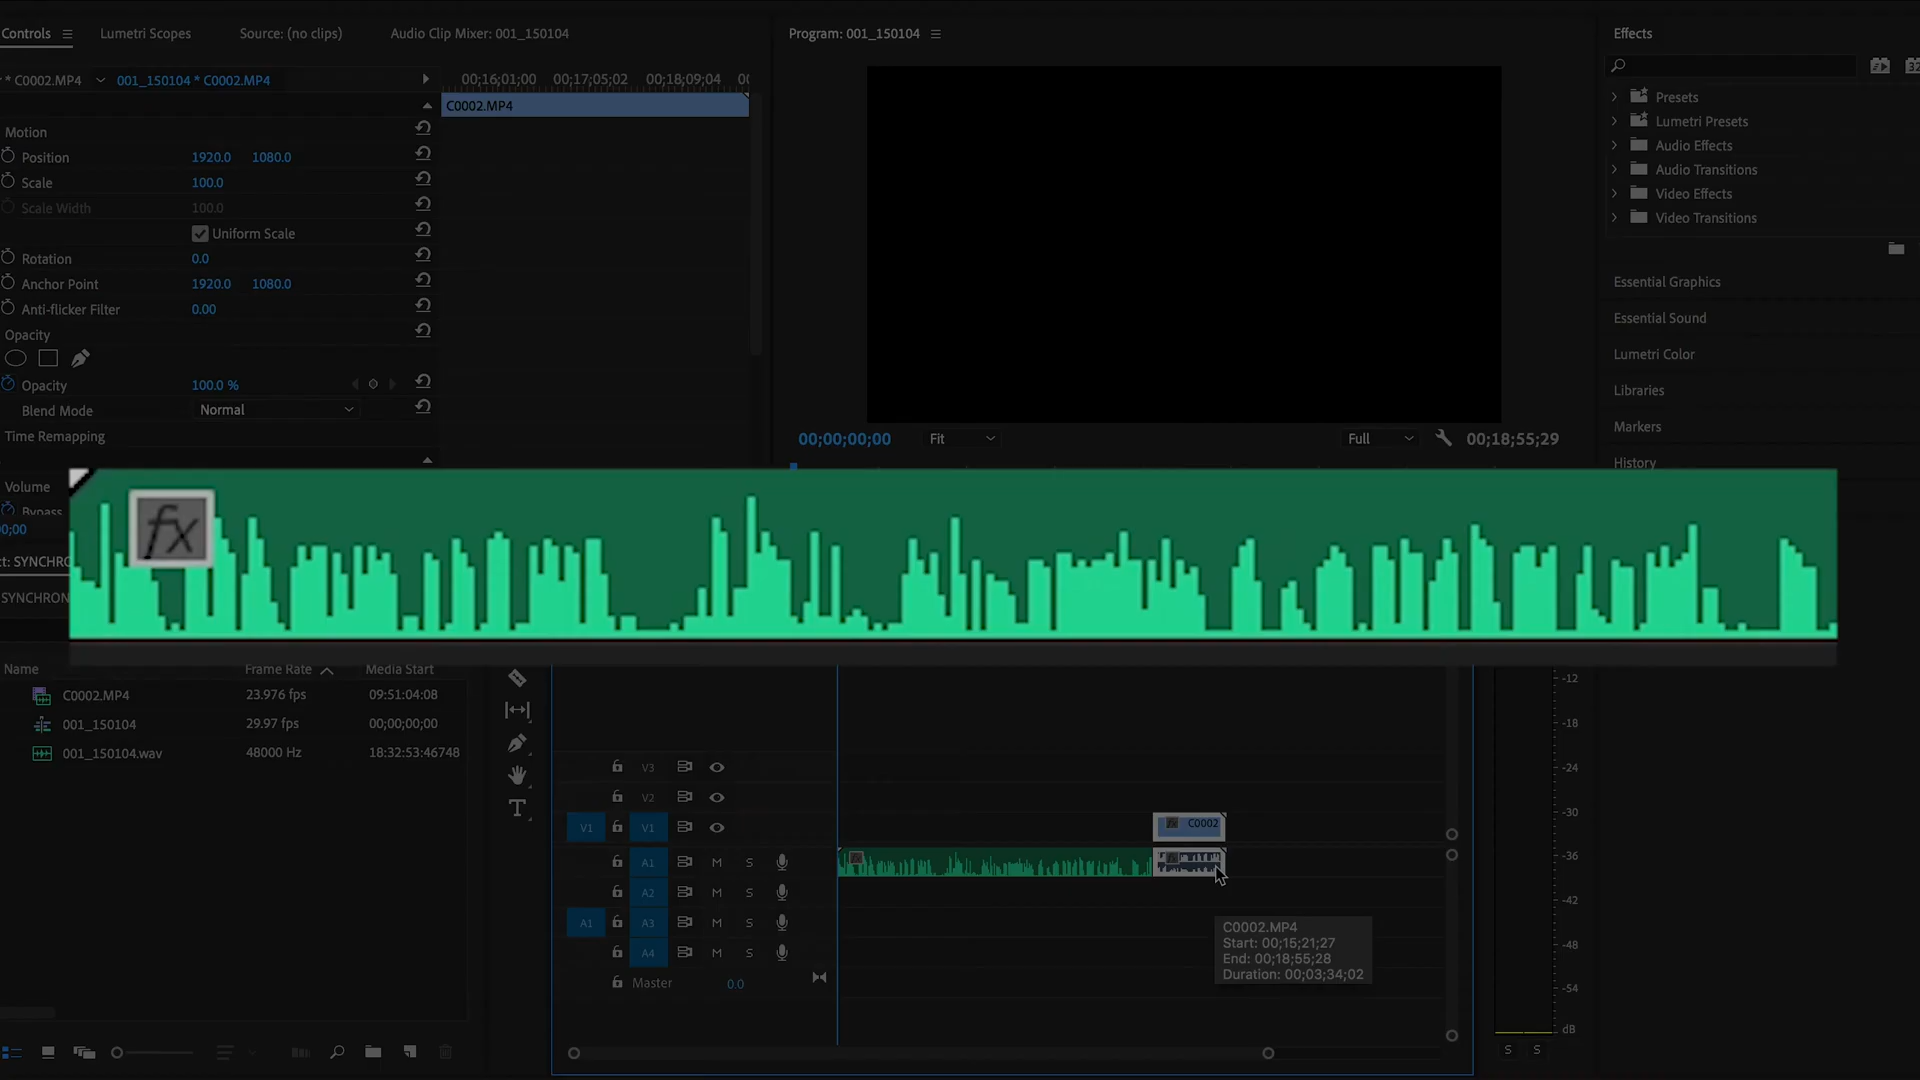 Controls
Lumetri Scopes
Source: (no clips)
Audio Clip Mixer: 001_150104
Program: 001_150104
Effects
* C0002.MP4
001_150104 * C0002.MP4
00;16;01;00 00;17;05;02 00;18;09;04
C0002.MP4
Motion
Position 1920.0 1080.0
Scale 100.0
Scale Width 100.0
Uniform Scale
Rotation 0.0
Anchor Point 1920.0 1080.0
Anti-flicker Filter 0.00
Opacity
Opacity 100.0 %
Blend Mode Normal
Time Remapping
Volume
Bypass
Presets
Lumetri Presets
Audio Effects
Audio Transitions
Video Effects
Video Transitions
Essential Graphics
Essential Sound
Lumetri Color
Libraries
Markers
History
00;00;00;00 Fit Full 00;18;55;29
fx
ct: SYNCHRO
SYNCHRON
Name Frame Rate Media Start
C0002.MP4 23.976 fps 09:51:04:08
001_150104 29.97 fps 00;00;00;00
001_150104.wav 48000 Hz 18:32:53:46748
V3
V2
V1 V1
A1 M S
A2 M S
A1 A3 M S
A4 M S
Master 0.0
fx C0002
C0002.MP4
Start: 00;15;21;27
End: 00;18;55;28
Duration: 00;03;34;02
-12
-18
-24
-30
-36
-42
-48
-54
dB
S S